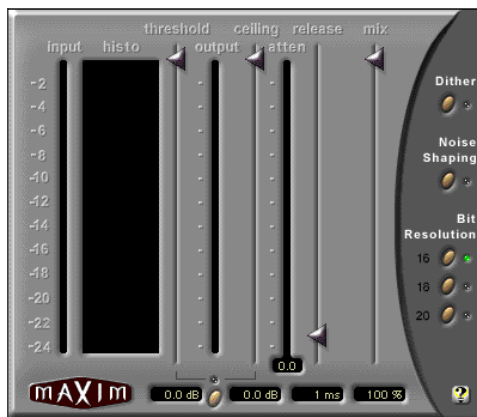 threshold ceiling release mix
input histo output atten
-2
-4
-6
-8
-10
-12
-14
-16
-18
-20
-22
-24
0.0
MAXIM
0.0 dB 0.0 dB 1 ms 100 %
Dither
Noise
Shaping
Bit
Resolution
16
18
20
?